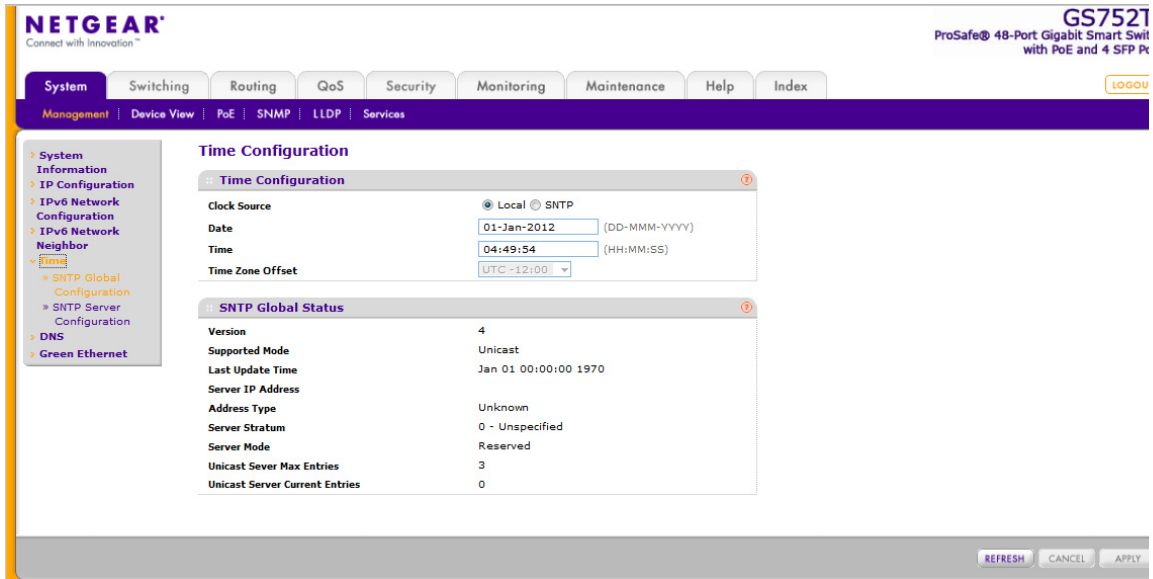 NETGEAR®
Connect with Innovation™
GS752T
ProSafe® 48-Port Gigabit Smart Swit
with PoE and 4 SFP Po
System Switching Routing QoS Security Monitoring Maintenance Help Index
LOGOU
Management Device View PoE SNMP LLDP Services
System
Information
IP Configuration
IPv6 Network
Configuration
IPv6 Network
Neighbor
Time
» SNTP Global
Configuration
» SNTP Server
Configuration
DNS
Green Ethernet
Time Configuration
Time Configuration
Clock Source Local SNTP
Date 01-Jan-2012 (DD-MMM-YYYY)
Time 04:49:54 (HH:MM:SS)
Time Zone Offset UTC -12:00
SNTP Global Status
Version 4
Supported Mode Unicast
Last Update Time Jan 01 00:00:00 1970
Server IP Address
Address Type Unknown
Server Stratum 0 - Unspecified
Server Mode Reserved
Unicast Sever Max Entries 3
Unicast Server Current Entries 0
REFRESH CANCEL APPLY